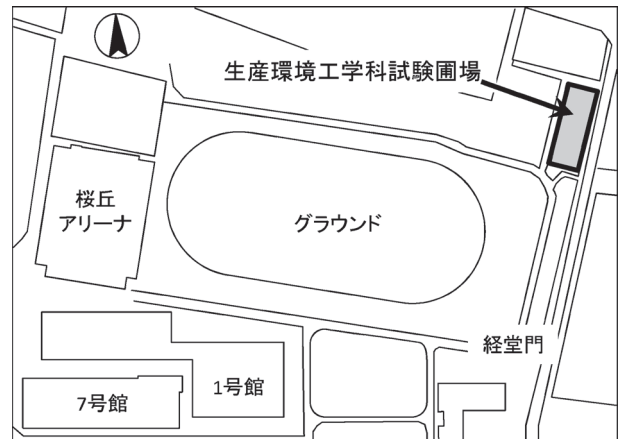 生産環境工学科試験圃場
桜丘
アリーナ
グラウンド
経堂門
1号館
7号館